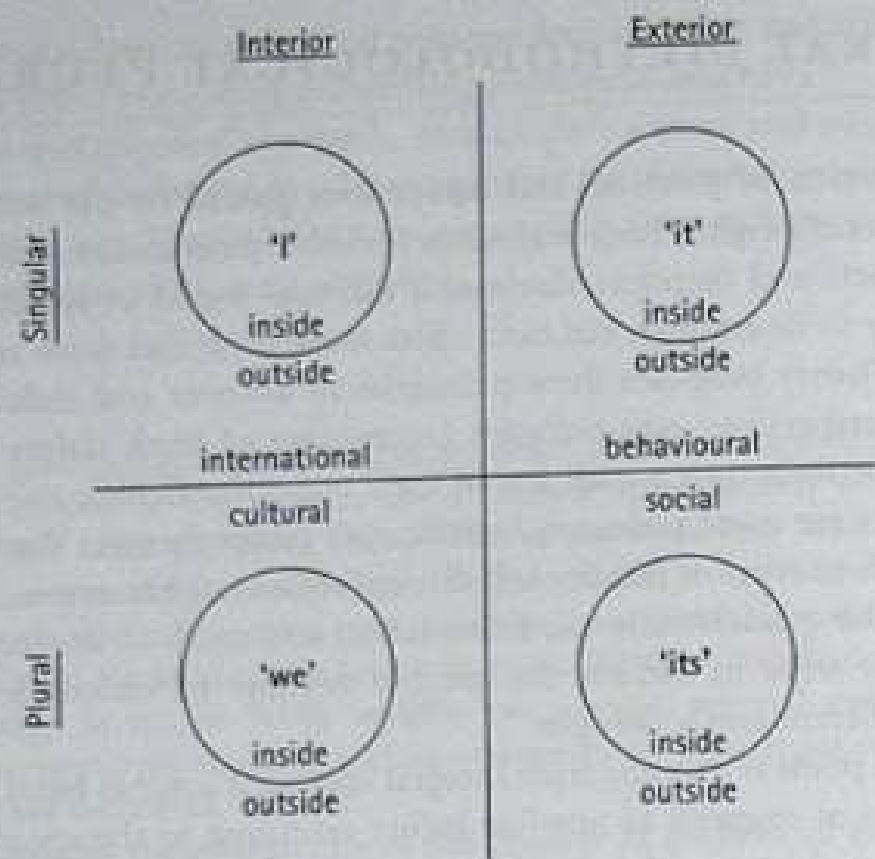 Interior
Exterior
Singular
'I'
inside
outside
international
'it'
inside
outside
behavioural
cultural
social
Plural
'we'
inside
outside
'its'
inside
outside